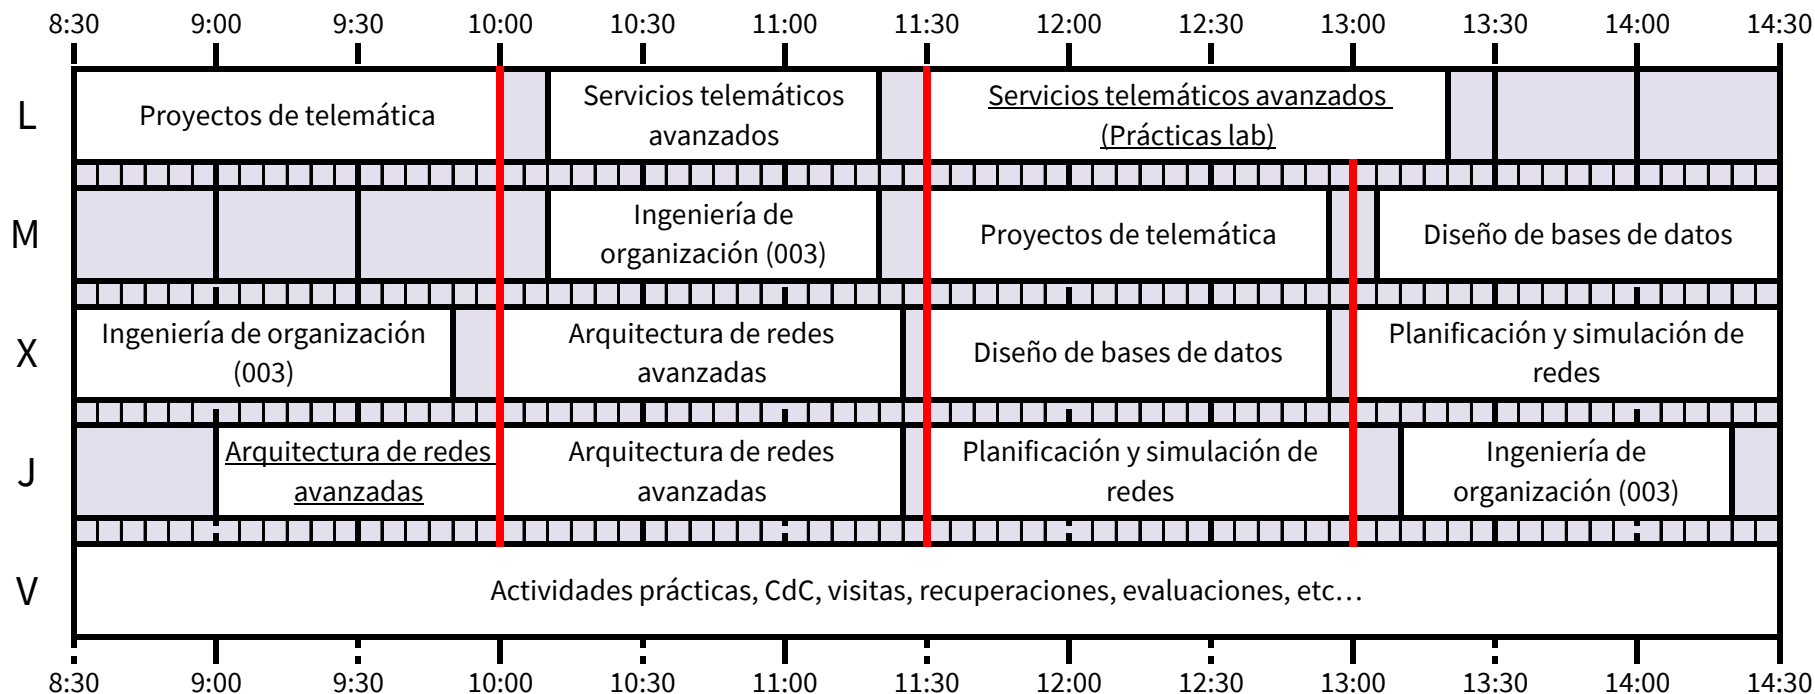 8:30 9:00 9:30 10:00 10:30 11:00 11:30 12:00 12:30 13:00 13:30 14:00 14:30
L
Proyectos de telemática
Servicios telemáticos
avanzados
Servicios telemáticos avanzados
(Prácticas lab)
M
Ingeniería de
organización (003)
Proyectos de telemática
Diseño de bases de datos
X
Ingeniería de organización
(003)
Arquitectura de redes
avanzadas
Diseño de bases de datos
Planificación y simulación de
redes
J
Arquitectura de redes
avanzadas
Arquitectura de redes
avanzadas
Planificación y simulación de
redes
Ingeniería de
organización (003)
V
Actividades prácticas, CdC, visitas, recuperaciones, evaluaciones, etc…
8:30 9:00 9:30 10:00 10:30 11:00 11:30 12:00 12:30 13:00 13:30 14:00 14:30